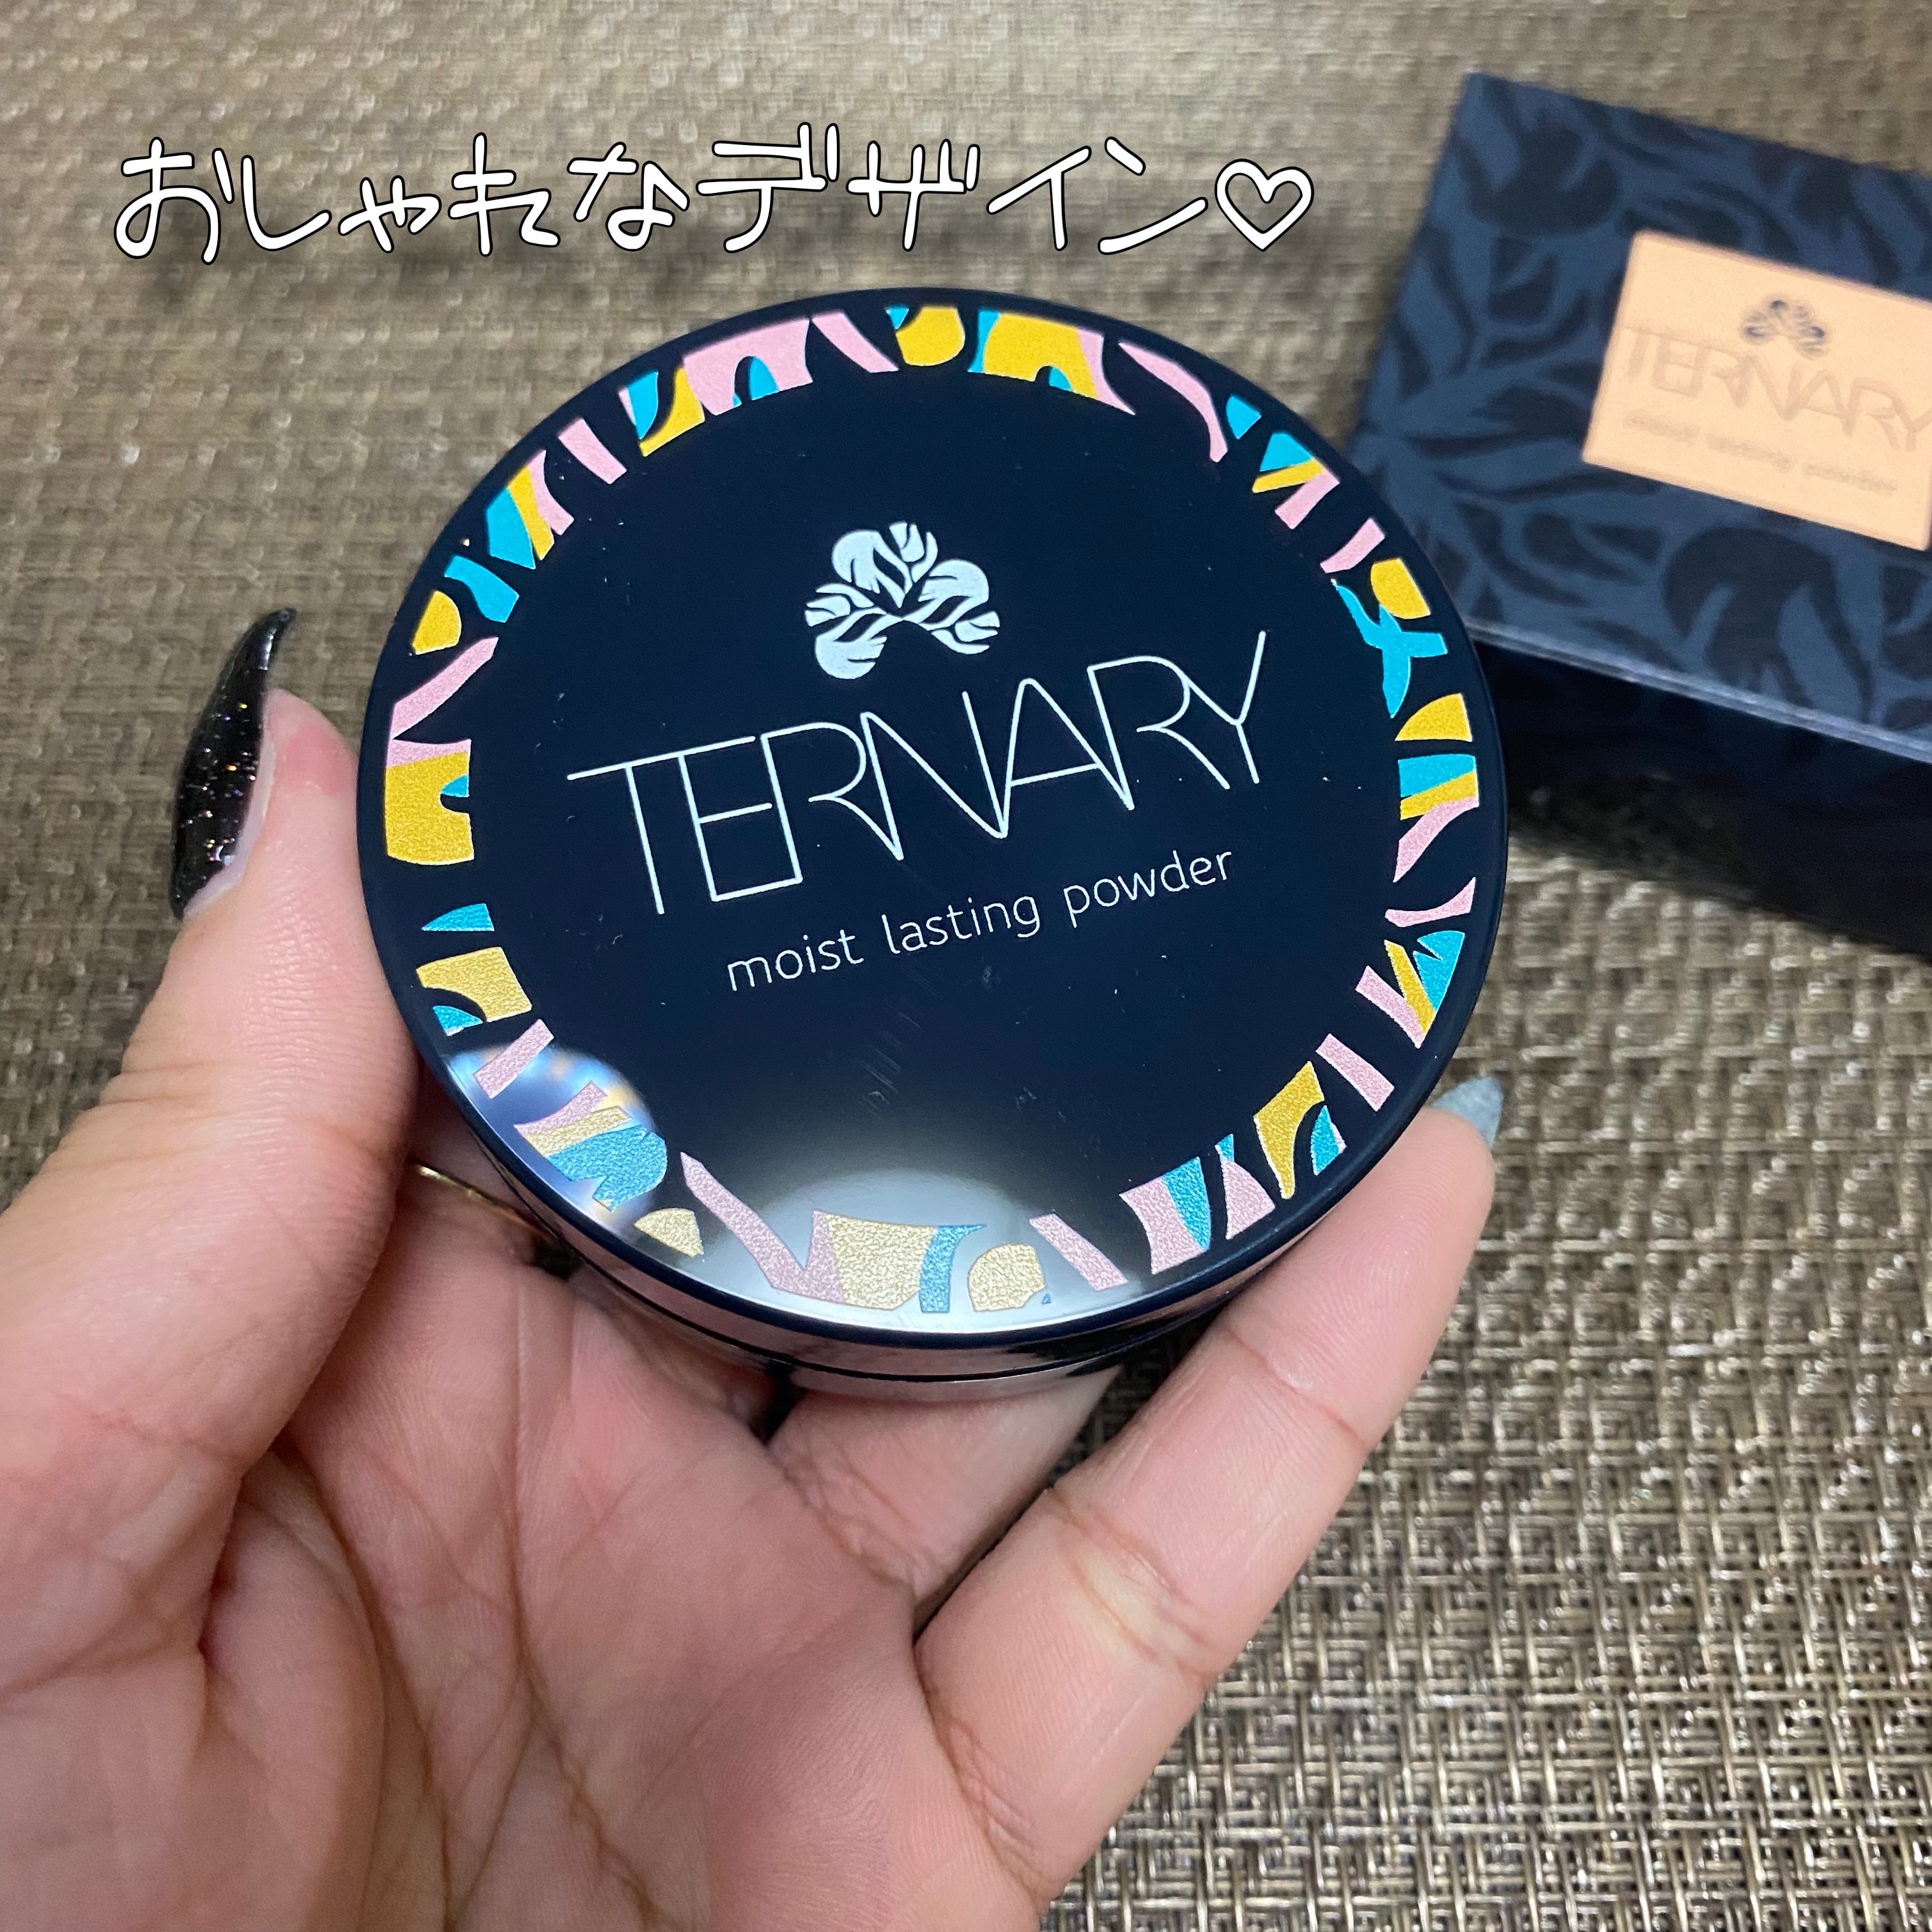 おしゃれなデザイン♡
TERNARY
moist lasting powder
TERNARY
moist lasting powder